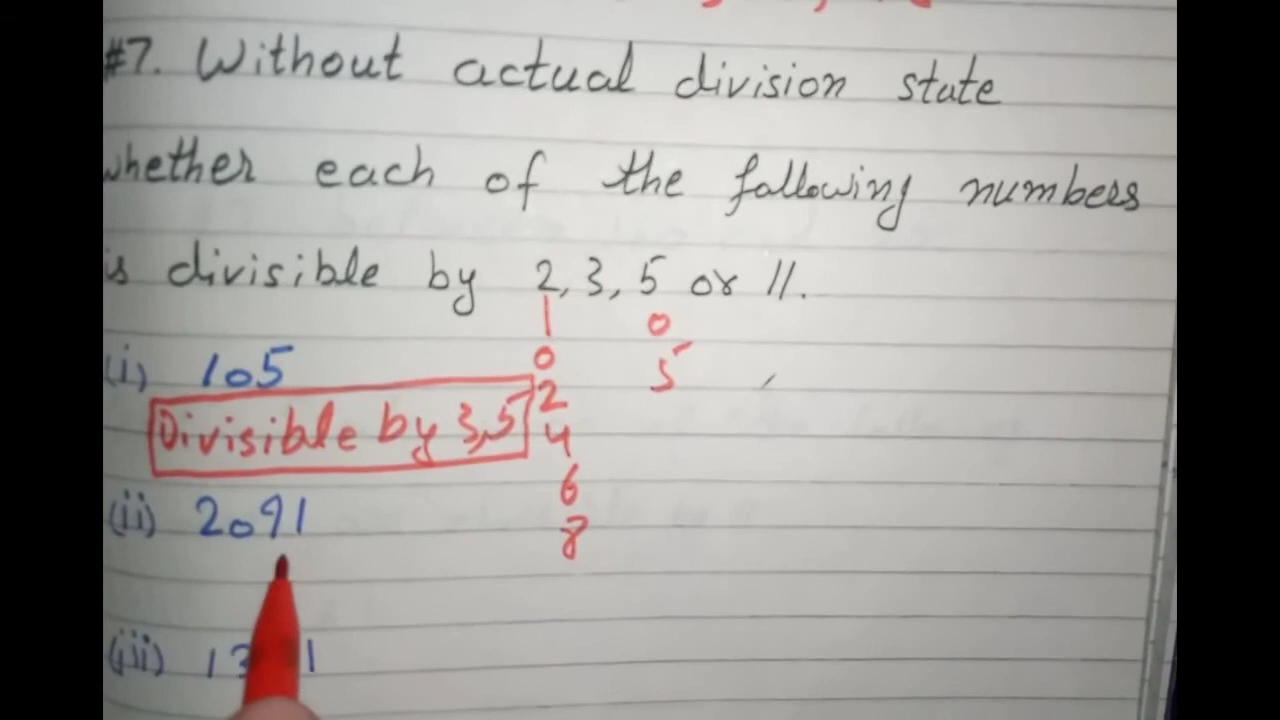 #7. Without actual division state
whether each of the following numbers
is divisible by 2, 3, 5 or 11.
0
0
(i) 105
5
2
Divisible by 3,5
4
6
(ii) 2091
8
(iii)